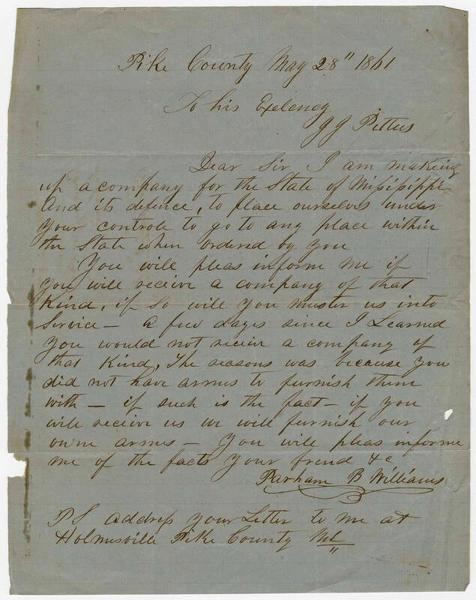 Pike County May 28" 1861
To his Exelency
JJ Pettus
Dear Sir I am making
up a company for the State of Misisippi
And its defence, to place ourselves under
your controle to go to any place within
the State when ordered by you
You will pleas inform me if
you will receive a company of that
Kind, if so will you muster us into
Service — a few days since I Learned
you would not receive a company of
that Kind, The reasons was because you
did not have arms to furnish them
with — if such is the fact — if you
will receive us we will furnish our
own arms — You will pleas informe
me of the facts Your frend &c
Parham B Williams
PS address your Letter to me at
Holmesville Pike County